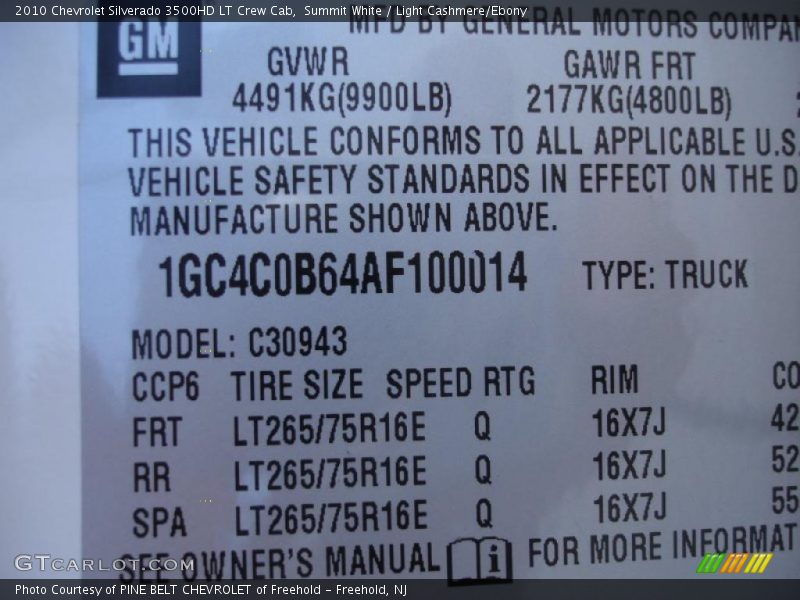 2010 Chevrolet Silverado 3500HD LT Crew Cab,  Summit White / Light Cashmere/Ebony
MFD BY GENERAL MOTORS COMPAN
GM
GVWR GAWR FRT
4491KG(9900LB) 2177KG(4800LB)
THIS VEHICLE CONFORMS TO ALL APPLICABLE U.S.
VEHICLE SAFETY STANDARDS IN EFFECT ON THE D
MANUFACTURE SHOWN ABOVE.
1GC4C0B64AF100014 TYPE: TRUCK
MODEL: C30943
CCP6 TIRE SIZE SPEED RTG RIM CO
FRT LT265/75R16E Q 16X7J 42
RR LT265/75R16E Q 16X7J 52
SPA LT265/75R16E Q 16X7J 55
SEE OWNER'S MANUAL i FOR MORE INFORMAT
GTCARLOT.COM
Photo Courtesy of PINE BELT CHEVROLET of Freehold - Freehold, NJ